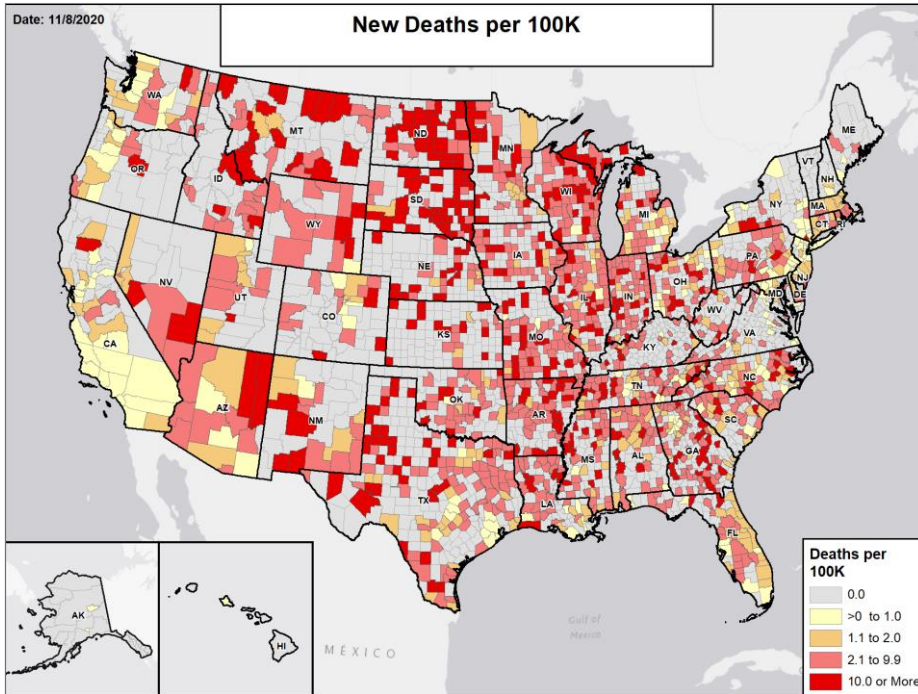 Date: 11/8/2020
New Deaths per 100K
WA
MT
ND
MN
ME
OR
ID
SD
WI
MI
VT
NH
NY
MA
CT
RI
WY
IA
NE
PA
NJ
NV
UT
CO
IL
IN
OH
MD
DE
WV
VA
CA
KS
MO
KY
AZ
NM
OK
AR
TN
NC
SC
MS
AL
GA
TX
LA
FL
AK
HI
MÉXICO
Gulf of
Mexico
Deaths per
100K
0.0
>0 to 1.0
1.1 to 2.0
2.1 to 9.9
10.0 or More